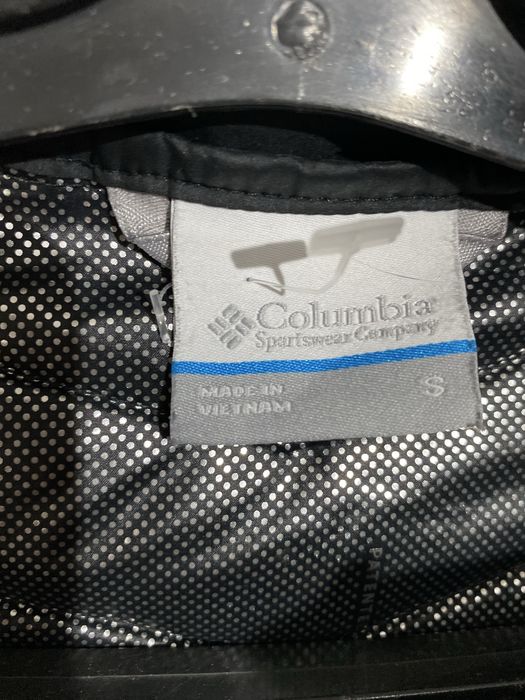 Columbia
Sportswear Company
MADE IN
VIETNAM
S